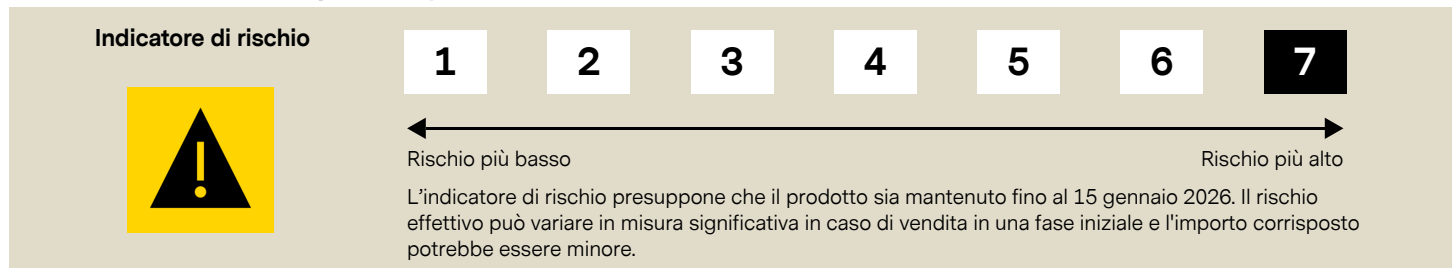 Indicatore di rischio
1 2 3 4 5 6 7
Rischio più basso Rischio più alto
L’indicatore di rischio presuppone che il prodotto sia mantenuto fino al 15 gennaio 2026. Il rischio
effettivo può variare in misura significativa in caso di vendita in una fase iniziale e l'importo corrisposto
potrebbe essere minore.